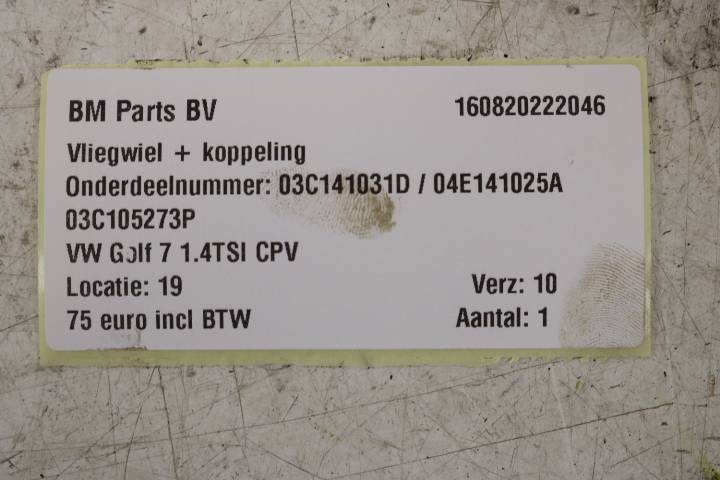 BM Parts BV 160820222046
Vliegwiel + koppeling
Onderdeelnummer: 03C141031D / 04E141025A
03C105273P
VW Golf 7 1.4TSI CPV
Locatie: 19 Verz: 10
75 euro incl BTW Aantal: 1